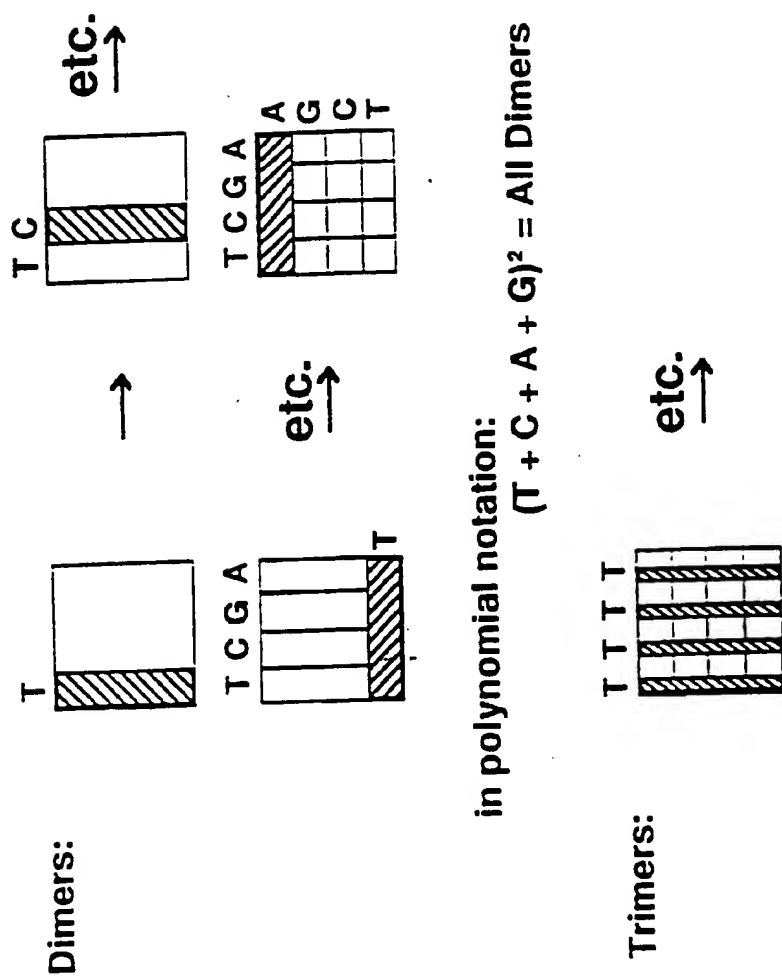 Dimers:
T
T C
etc.
T C G A
T
etc.
T C G A
A
G
C
T
in polynomial notation:
(T + C + A + G)² = All Dimers
Trimers:
T T T T
etc.